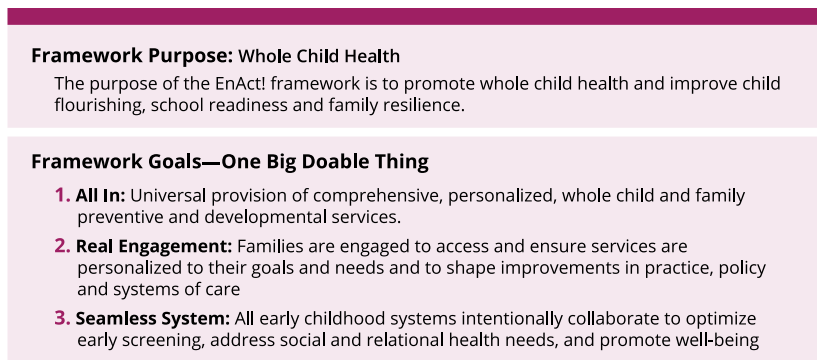 Framework Purpose: Whole Child Health
The purpose of the EnAct! framework is to promote whole child health and improve child
flourishing, school readiness and family resilience.
Framework Goals—One Big Doable Thing
1. All In: Universal provision of comprehensive, personalized, whole child and family
preventive and developmental services.
2. Real Engagement: Families are engaged to access and ensure services are
personalized to their goals and needs and to shape improvements in practice, policy
and systems of care
3. Seamless System: All early childhood systems intentionally collaborate to optimize
early screening, address social and relational health needs, and promote well-being